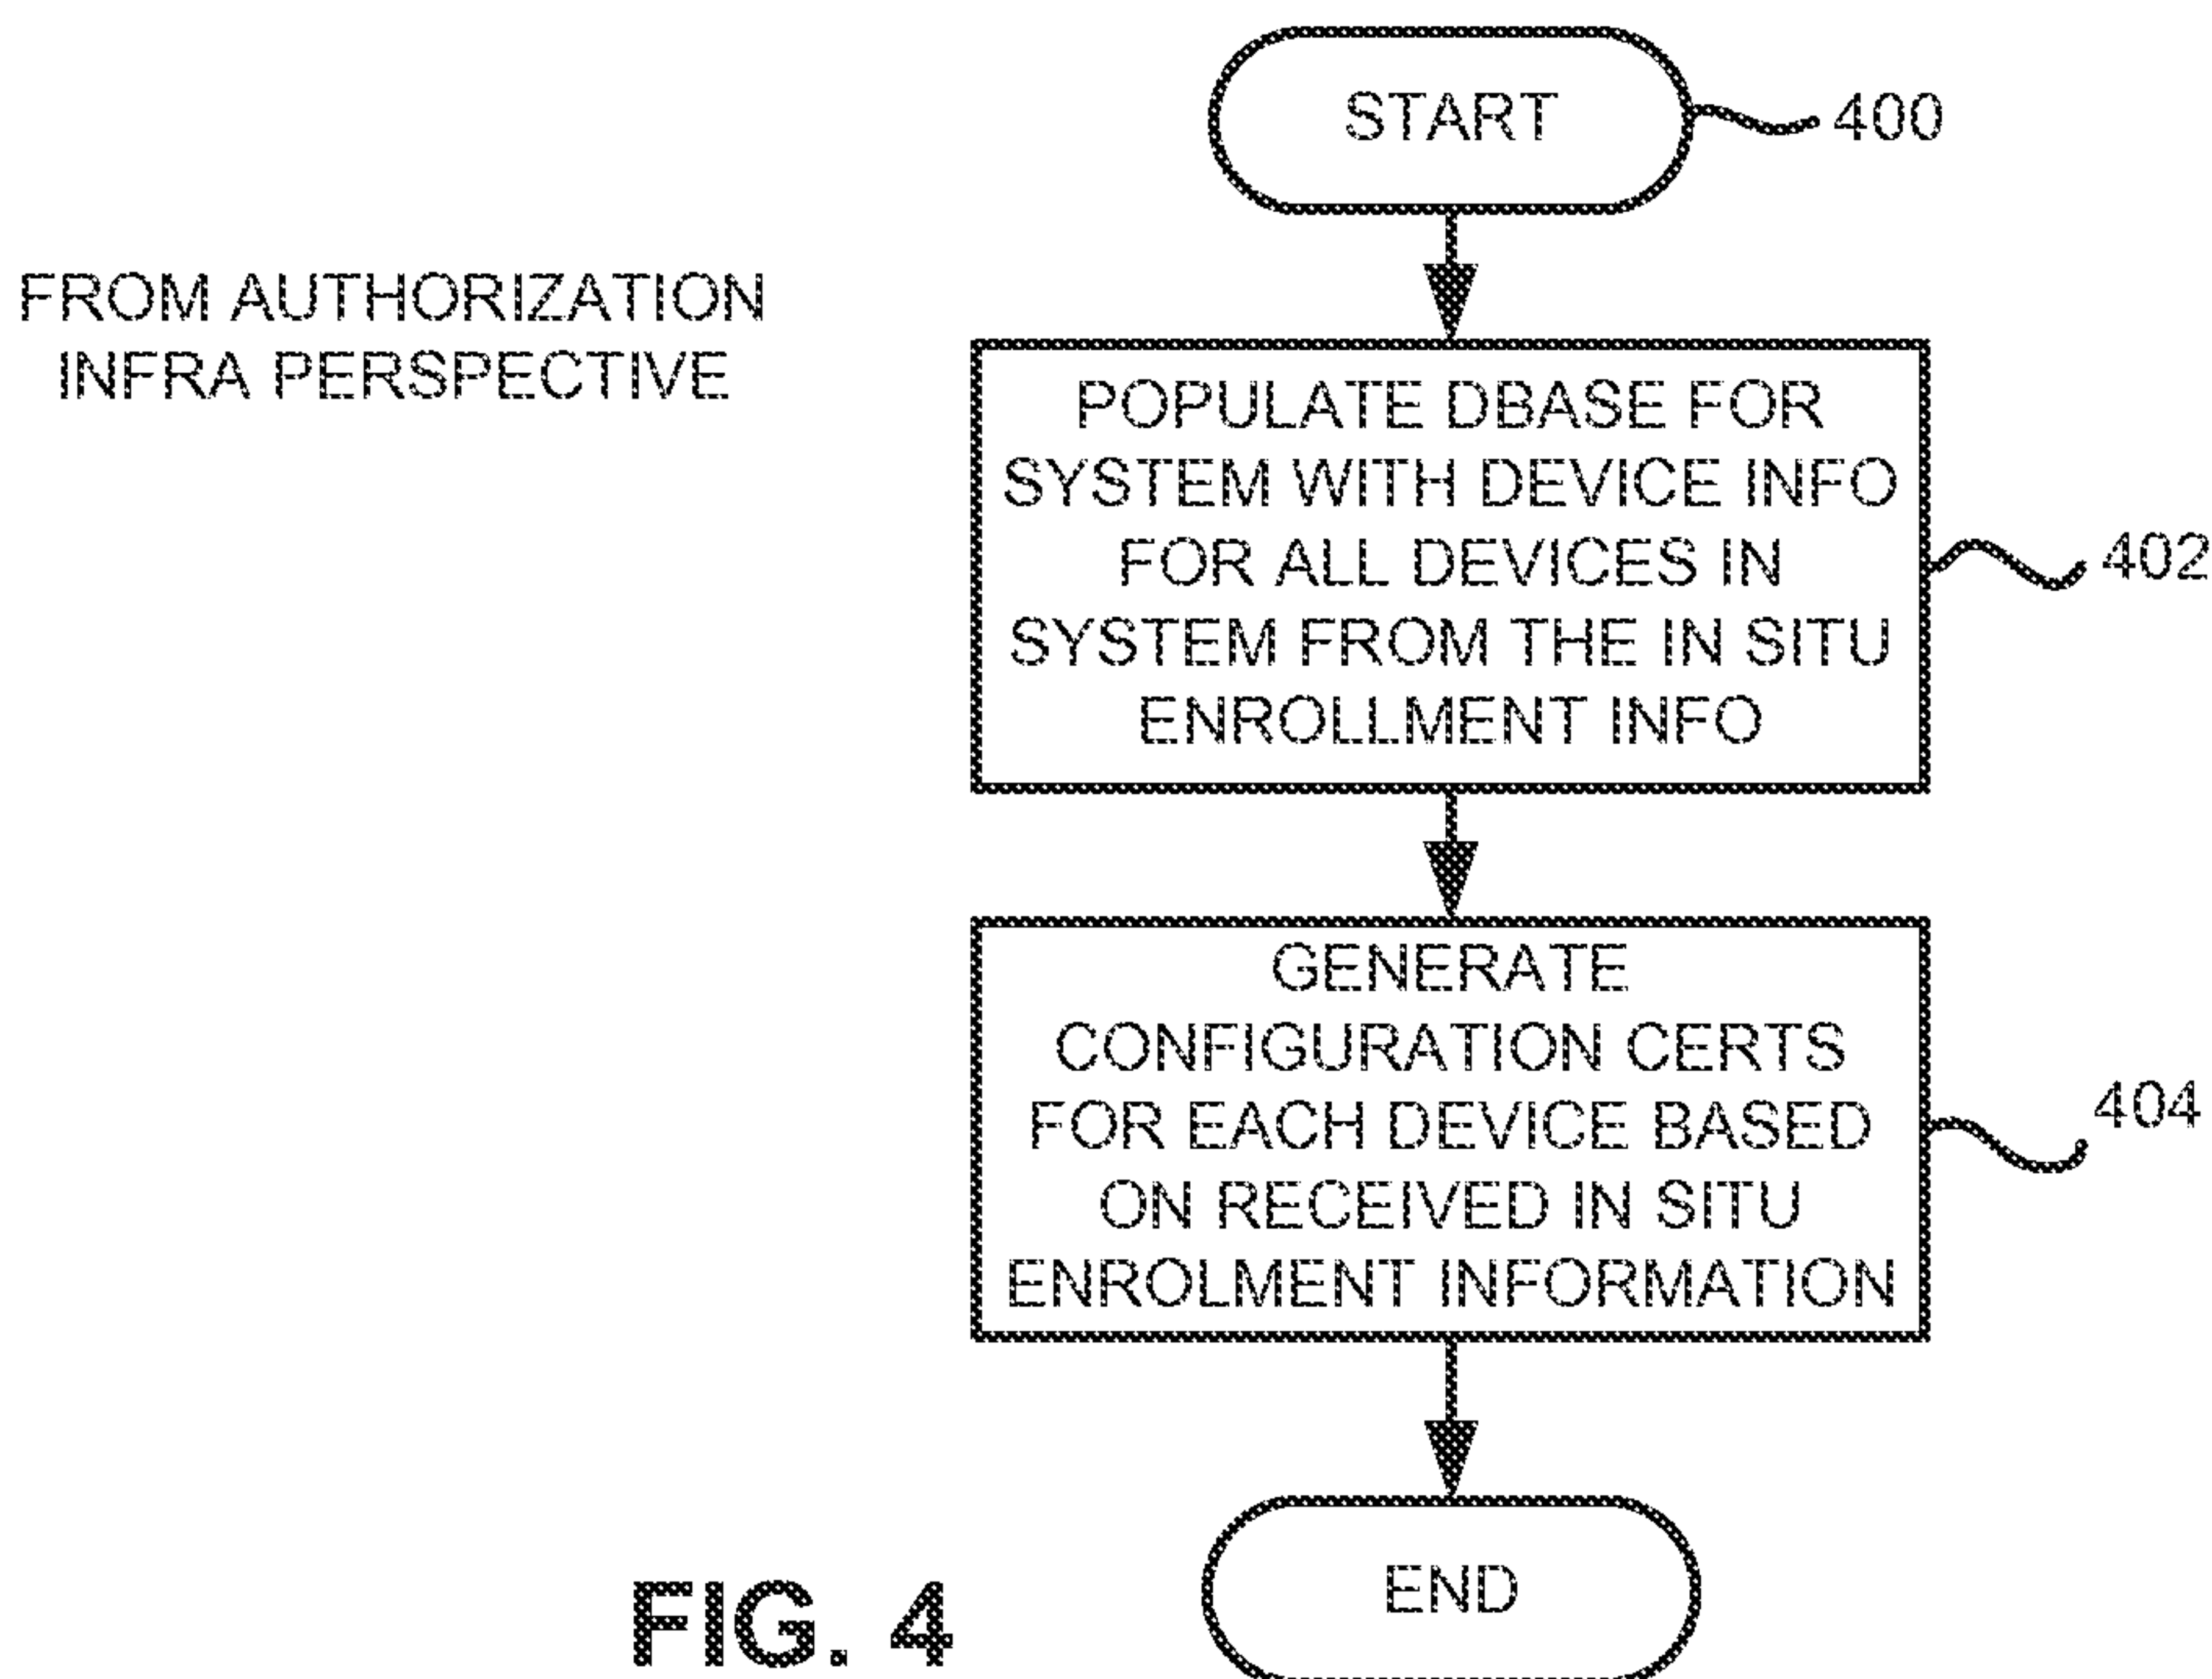 START
400
FROM AUTHORIZATION
INFRA PERSPECTIVE
POPULATE DBASE FOR
SYSTEM WITH DEVICE INFO
FOR ALL DEVICES IN
SYSTEM FROM THE IN SITU
ENROLLMENT INFO
402
GENERATE
CONFIGURATION CERTS
FOR EACH DEVICE BASED
ON RECEIVED IN SITU
ENROLMENT INFORMATION
404
END
FIG. 4